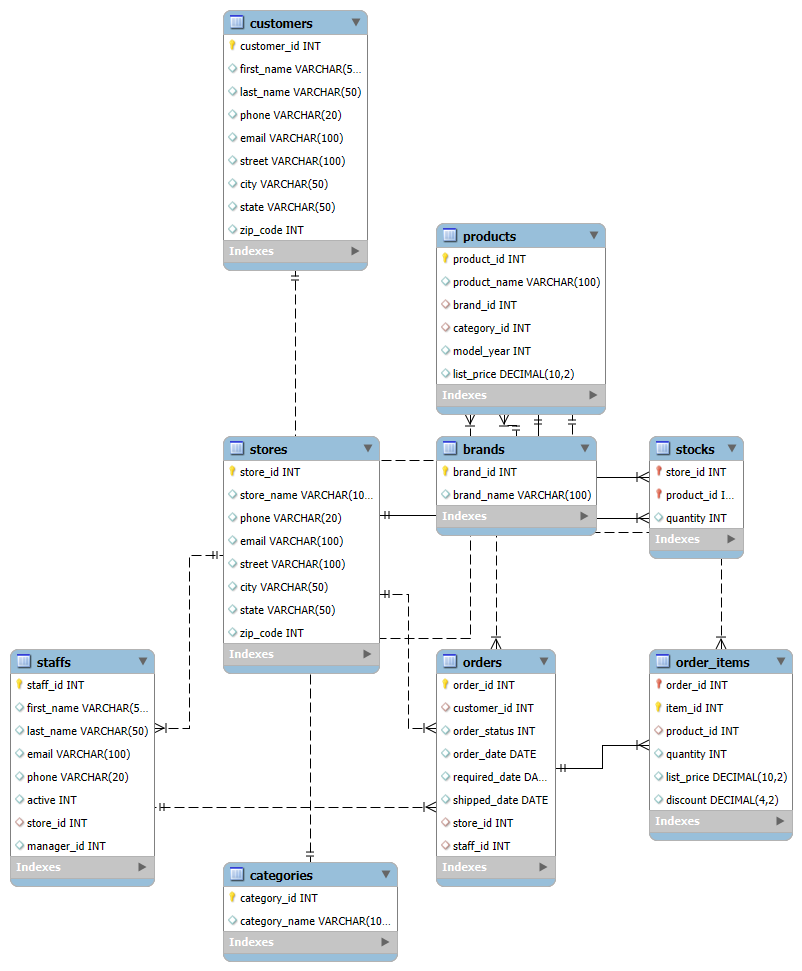 customers
customer_id INT
first_name VARCHAR(5...
last_name VARCHAR(50)
phone VARCHAR(20)
email VARCHAR(100)
street VARCHAR(100)
city VARCHAR(50)
state VARCHAR(50)
zip_code INT
Indexes
products
product_id INT
product_name VARCHAR(100)
brand_id INT
category_id INT
model_year INT
list_price DECIMAL(10,2)
Indexes
stores
store_id INT
store_name VARCHAR(10...
phone VARCHAR(20)
email VARCHAR(100)
street VARCHAR(100)
city VARCHAR(50)
state VARCHAR(50)
zip_code INT
Indexes
brands
brand_id INT
brand_name VARCHAR(100)
Indexes
stocks
store_id INT
product_id I...
quantity INT
Indexes
staffs
staff_id INT
first_name VARCHAR(5...
last_name VARCHAR(50)
email VARCHAR(100)
phone VARCHAR(20)
active INT
store_id INT
manager_id INT
Indexes
orders
order_id INT
customer_id INT
order_status INT
order_date DATE
required_date DA...
shipped_date DATE
store_id INT
staff_id INT
Indexes
order_items
order_id INT
item_id INT
product_id INT
quantity INT
list_price DECIMAL(10,2)
discount DECIMAL(4,2)
Indexes
categories
category_id INT
category_name VARCHAR(10...
Indexes